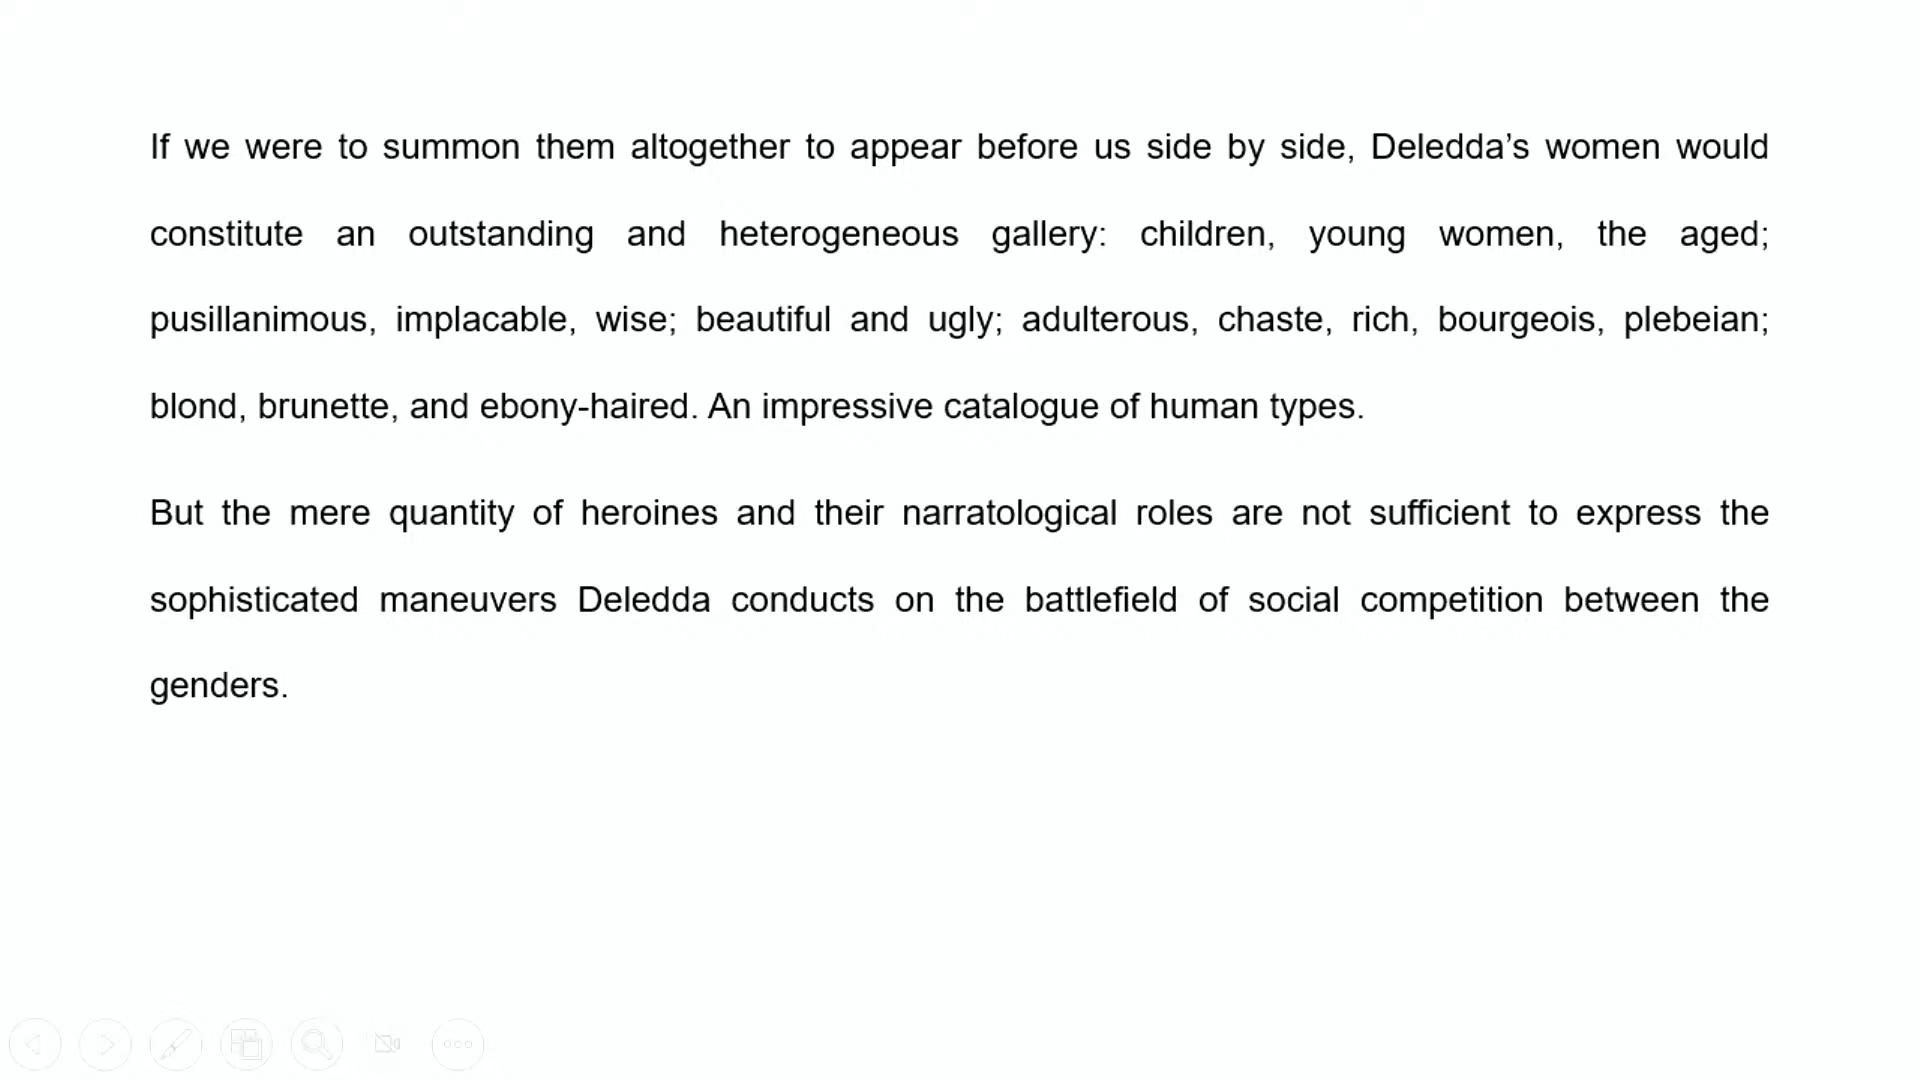 If we were to summon them altogether to appear before us side by side, Deledda’s women would
constitute an outstanding and heterogeneous gallery: children, young women, the aged;
pusillanimous, implacable, wise; beautiful and ugly; adulterous, chaste, rich, bourgeois, plebeian;
blond, brunette, and ebony-haired. An impressive catalogue of human types.
But the mere quantity of heroines and their narratological roles are not sufficient to express the
sophisticated maneuvers Deledda conducts on the battlefield of social competition between the
genders.